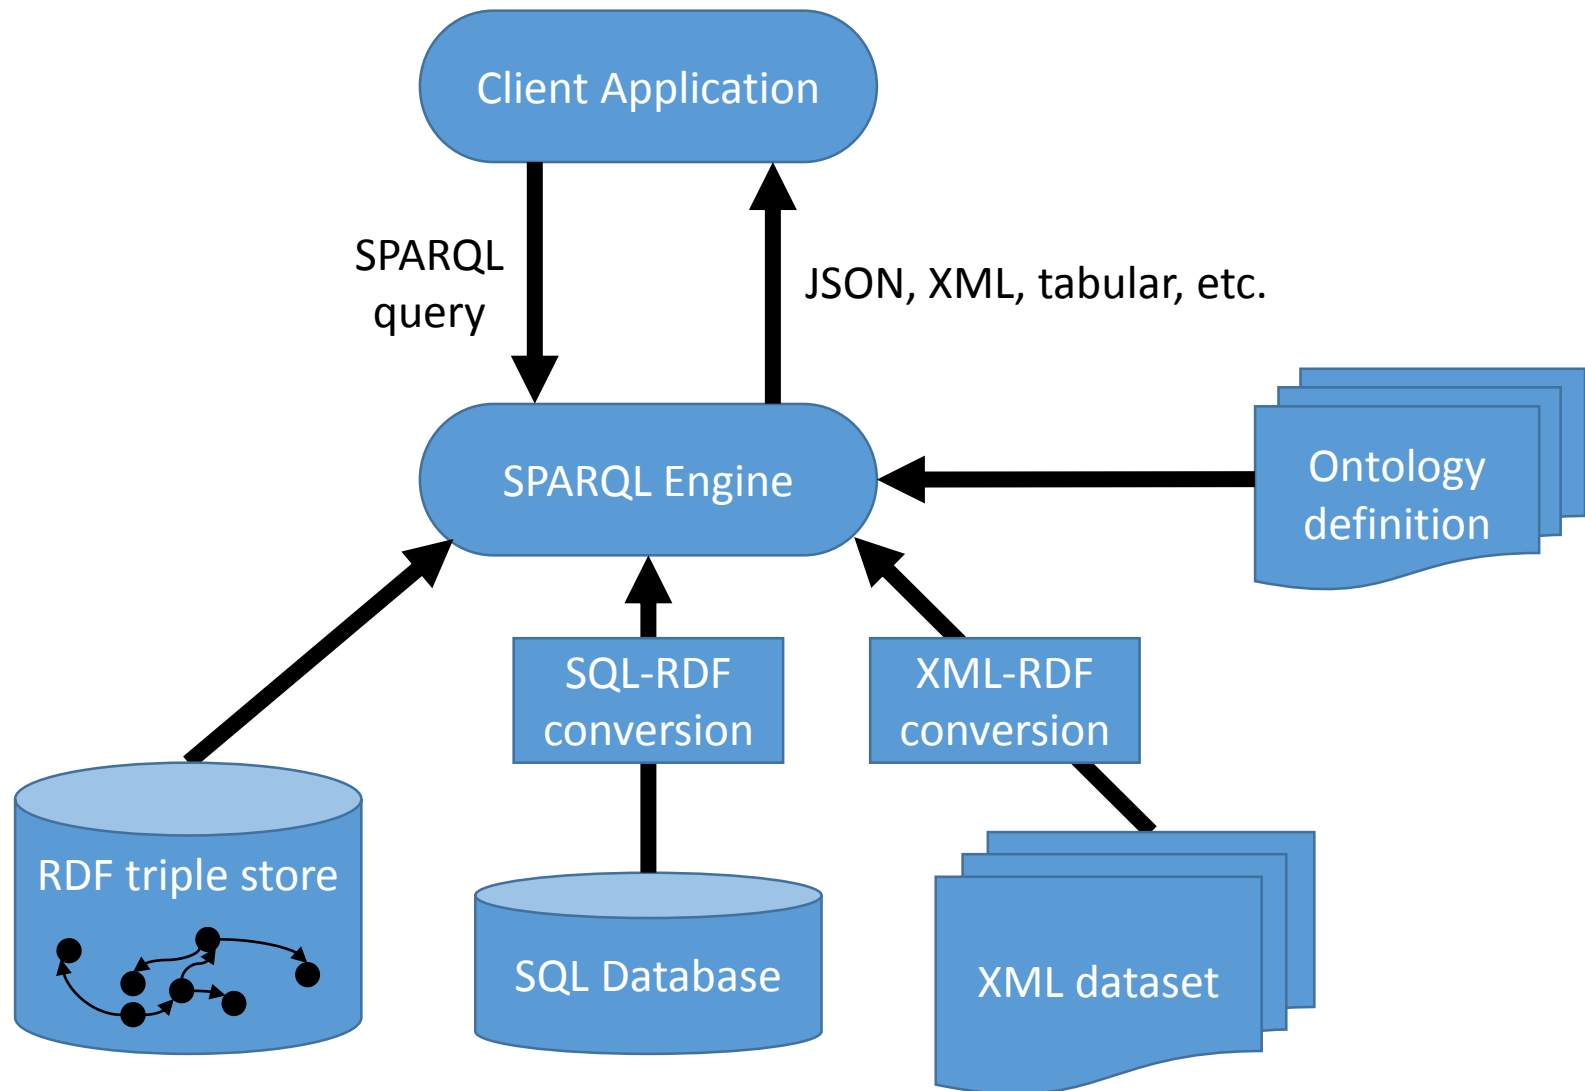 Client Application
SPARQL
query
JSON, XML, tabular, etc.
SPARQL Engine
Ontology
definition
SQL-RDF
conversion
XML-RDF
conversion
RDF triple store
SQL Database
XML dataset